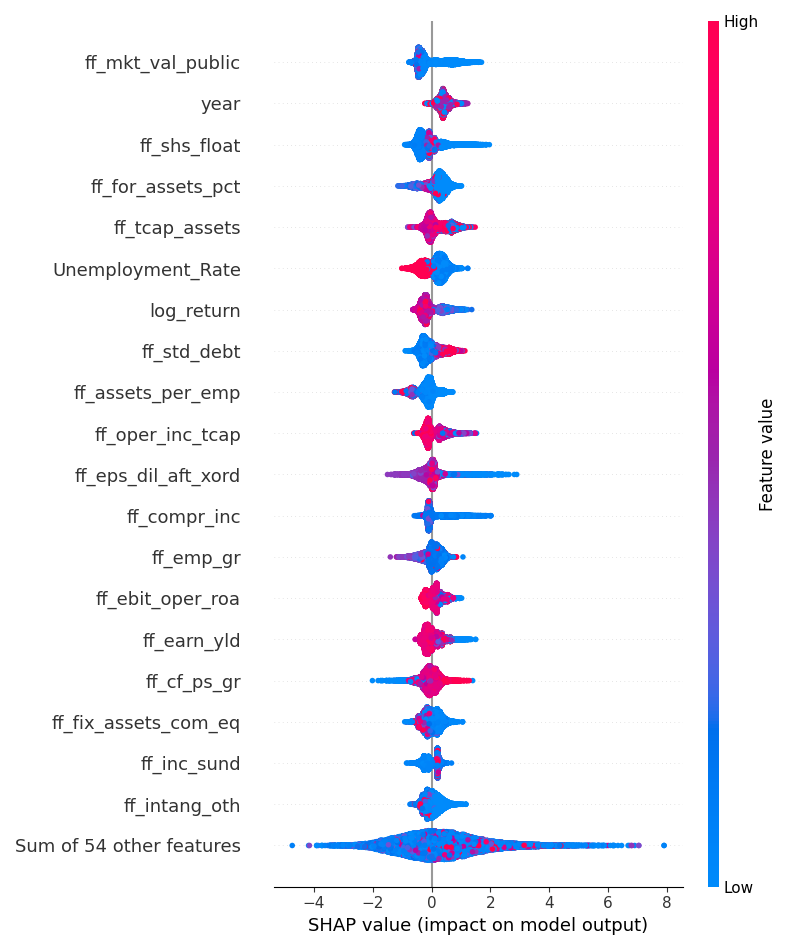 High
ff_mkt_val_public
year
ff_shs_float
ff_for_assets_pct
ff_tcap_assets
Unemployment_Rate
log_return
ff_std_debt
ff_assets_per_emp
ff_oper_inc_tcap
ff_eps_dil_aft_xord
ff_compr_inc
ff_emp_gr
ff_ebit_oper_roa
ff_earn_yld
ff_cf_ps_gr
ff_fix_assets_com_eq
ff_inc_sund
ff_intang_oth
Sum of 54 other features
Feature value
Low
−4 −2 0 2 4 6 8
SHAP value (impact on model output)